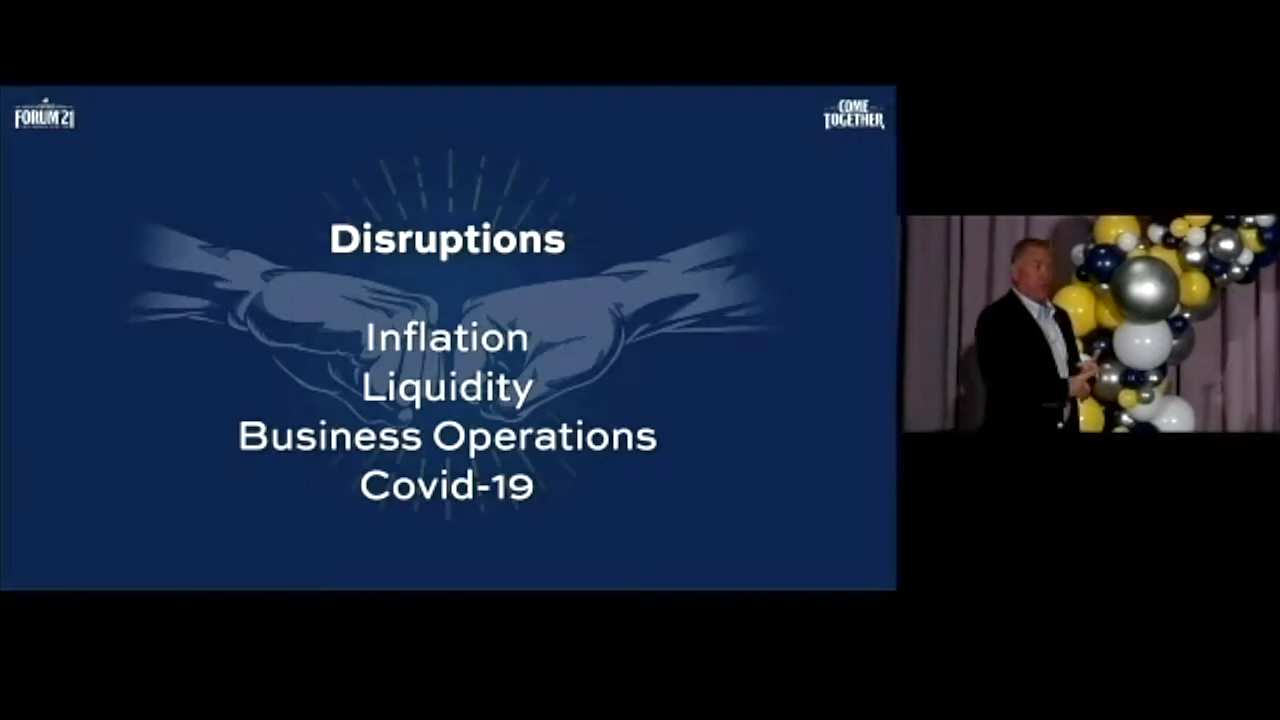 FORUM 21
COME
TOGETHER
Disruptions
Inflation
Liquidity
Business Operations
Covid-19